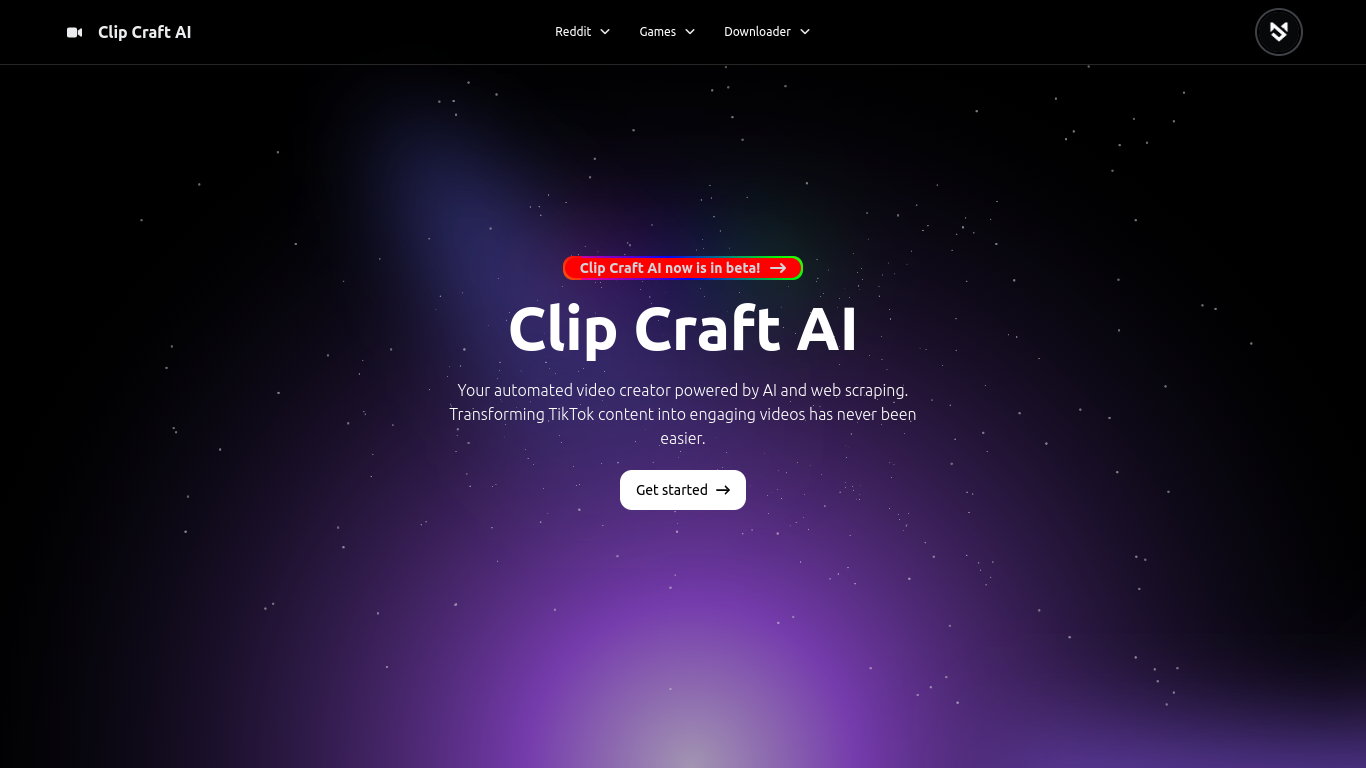 Clip Craft AI
Reddit
Games
Downloader
Clip Craft AI now is in beta!
Clip Craft AI
Your automated video creator powered by AI and web scraping.
Transforming TikTok content into engaging videos has never been
easier.
Get started